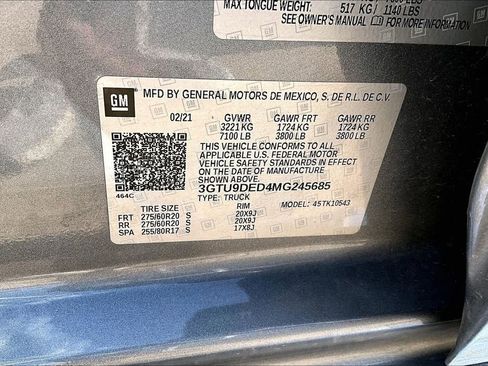 MAX TONGUE WEIGHT: 517 KG / 1140 LBS
SEE OWNER'S MANUAL FOR MORE
GM
MFD BY GENERAL MOTORS DE MEXICO, S. DE R.L. DE C.V.
02/21 GVWR GAWR FRT GAWR RR
3221 KG 1724 KG 1724 KG
7100 LB 3800 LB 3800 LB
THIS VEHICLE CONFORMS TO ALL APPLICABLE U.S. FEDERAL MOTOR
VEHICLE SAFETY STANDARDS IN EFFECT ON
THE DATE OF MANUFACTURE SHOWN ABOVE.
3GTU9DED4MG245685
464C TYPE: TRUCK MODEL: 4STK10543
TIRE SIZE RIM
FRT 275/60R20 S 20X9J
RR 275/60R20 S 20X9J
SPA 255/80R17 S 17X8J